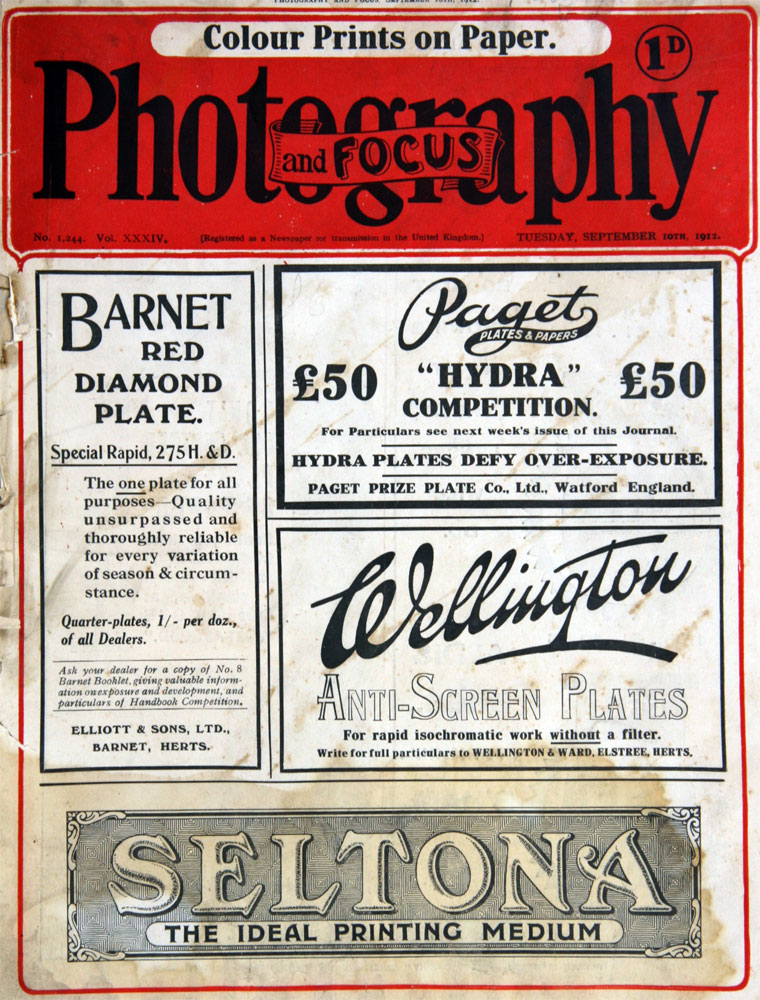 PHOTOGRAPHY AND FOCUS, SEPTEMBER 10TH, 1912.
Colour Prints on Paper.
1D
Photography
and FOCUS
No. 1,244. Vol. XXXIV. [Registered as a Newspaper for transmission in the United Kingdom.] TUESDAY, SEPTEMBER 10TH, 1912.
BARNET
RED
DIAMOND
PLATE.
Special Rapid, 275 H. & D.
The one plate for all
purposes—Quality
unsurpassed and
thoroughly reliable
for every variation
of season & circum-
stance.
Quarter-plates, 1/- per doz.,
of all Dealers.
Ask your dealer for a copy of No. 8
Barnet Booklet, giving valuable inform-
ation on exposure and development, and
particulars of Handbook Competition.
ELLIOTT & SONS, LTD.,
BARNET, HERTS.
Paget
PLATES & PAPERS
£50 "HYDRA" £50
COMPETITION.
For Particulars see next week's issue of this Journal.
HYDRA PLATES DEFY OVER-EXPOSURE.
PAGET PRIZE PLATE Co., Ltd., Watford England.
Wellington
ANTI-SCREEN PLATES
For rapid isochromatic work without a filter.
Write for full particulars to WELLINGTON & WARD, ELSTREE, HERTS.
SELTONA
THE IDEAL PRINTING MEDIUM